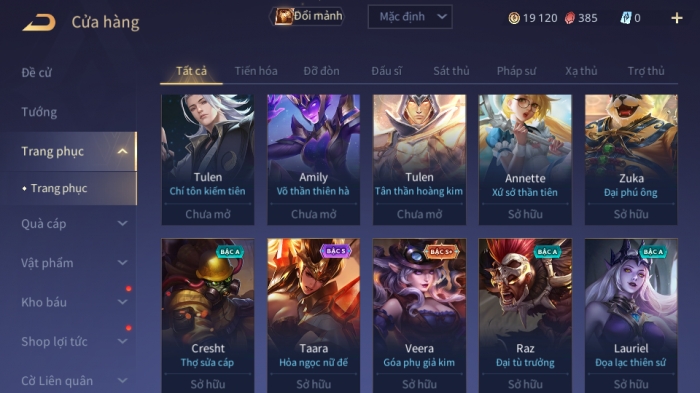 Cửa hàng
Đổi mảnh
Mặc định
19 120
385
0
Đề cử
Tướng
Trang phục
Trang phục
Quà cáp
Vật phẩm
Kho báu
Shop lợi tức
Cờ Liên quân
Tất cả
Tiến hóa
Đỡ đòn
Đấu sĩ
Sát thủ
Pháp sư
Xạ thủ
Trợ thủ
Tulen
Chí tôn kiếm tiên
Chưa mở
Amily
Võ thần thiên hà
Chưa mở
Tulen
Tân thần hoàng kim
Chưa mở
Annette
Xứ sở thần tiên
Sở hữu
Zuka
Đại phú ông
Sở hữu
BẬC A
Cresht
Thợ sửa cáp
Sở hữu
BẬC S
Taara
Hỏa ngọc nữ đế
Sở hữu
BẬC S+
Veera
Góa phụ giả kim
Sở hữu
BẬC A
Raz
Đại tù trưởng
Sở hữu
BẬC A
Lauriel
Đọa lạc thiên sứ
Sở hữu